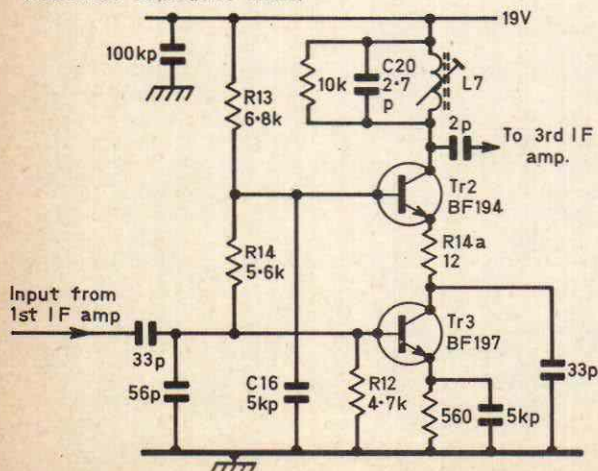 19V
100kp
R13
6·8k
10k
C20
2·7
p
L7
2p
To 3rd IF
amp.
Tr2
BF194
R14
5·6k
R14a
12
Input from
1st IF amp
Tr3
BF197
33p
56p
C16
5kp
R12
4·7k
560
5kp
33p